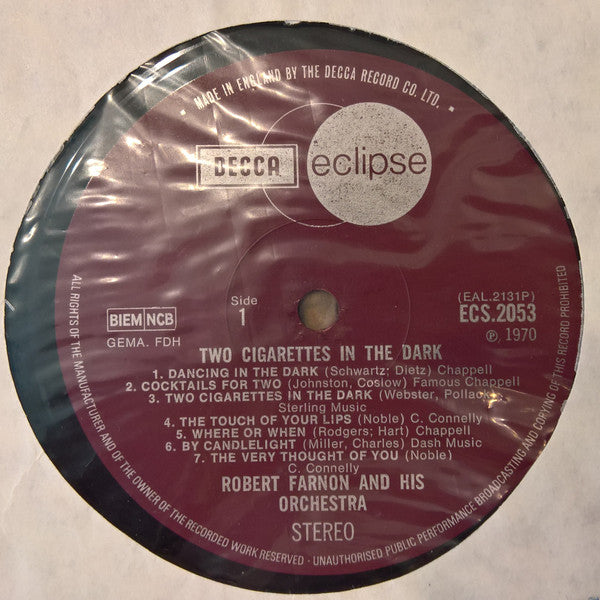 • MADE IN ENGLAND BY THE DECCA RECORD CO. LTD. •
DECCA eclipse
BIEM NCB
GEMA. FDH
Side
1
(EAL.2131P)
ECS.2053
℗ 1970
TWO CIGARETTES IN THE DARK
1. DANCING IN THE DARK (Schwartz; Dietz) Chappell
2. COCKTAILS FOR TWO (Johnston, Coslow) Famous Chappell
3. TWO CIGARETTES IN THE DARK (Webster, Pollack)
Sterling Music
4. THE TOUCH OF YOUR LIPS (Noble) C. Connelly
5. WHERE OR WHEN (Rodgers; Hart) Chappell
6. BY CANDLELIGHT (Miller, Charles) Dash Music
7. THE VERY THOUGHT OF YOU (Noble)
C. Connelly
ROBERT FARNON AND HIS
ORCHESTRA
STEREO
ALL RIGHTS OF THE MANUFACTURER AND OF THE OWNER OF THE RECORDED WORK RESERVED • UNAUTHORISED PUBLIC PERFORMANCE BROADCASTING AND COPYING OF THIS RECORD PROHIBITED